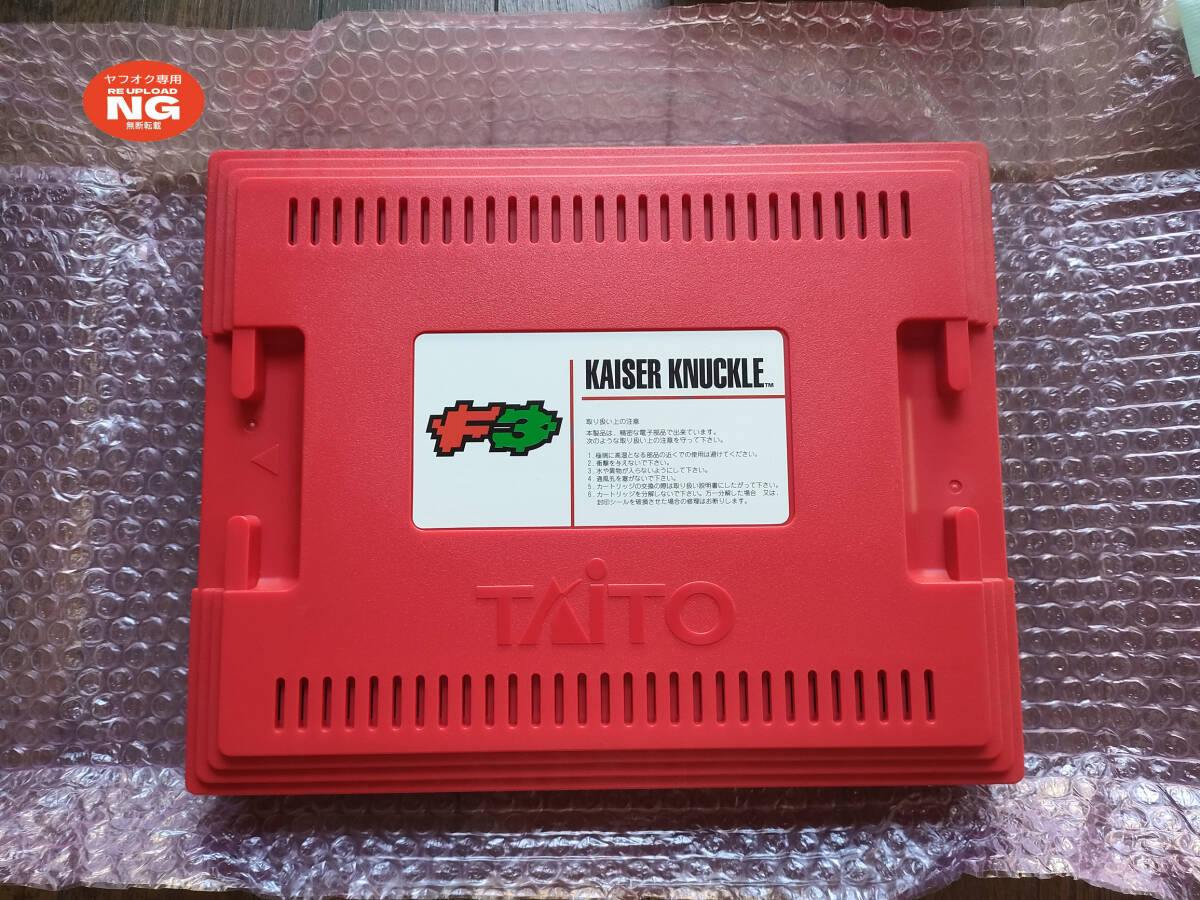 ヤフオク専用
RE UPLOAD
NG
無断転載
F3
KAISER KNUCKLE™
取り扱い上の注意
本製品は、精密な電子部品で出来ています。
次のような取り扱い上の注意を守って下さい。
1. 極端に高温となる部品の近くでの使用は避けてください。
2. 衝撃を与えないで下さい。
3. 水や異物が入らないようにして下さい。
4. 通風孔を塞がないで下さい。
5. カートリッジの交換の際は取り扱い説明書にしたがって下さい。
6. カートリッジを分解しないで下さい。万一分解した場合 又は、
封印シールを破損させた場合の修理はお断りします。
TAiTO